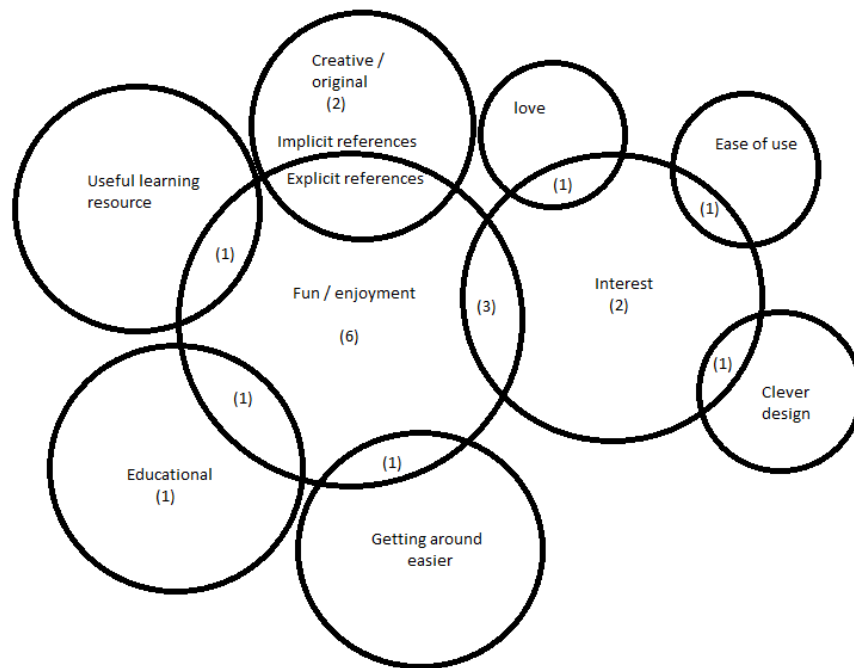 Creative /
original
(2)
Implicit references
Explicit references
love
(1)
Ease of use
(1)
Useful learning
resource
(1)
Fun / enjoyment
(6)
(3)
Interest
(2)
(1)
Clever
design
(1)
Educational
(1)
(1)
Getting around
easier